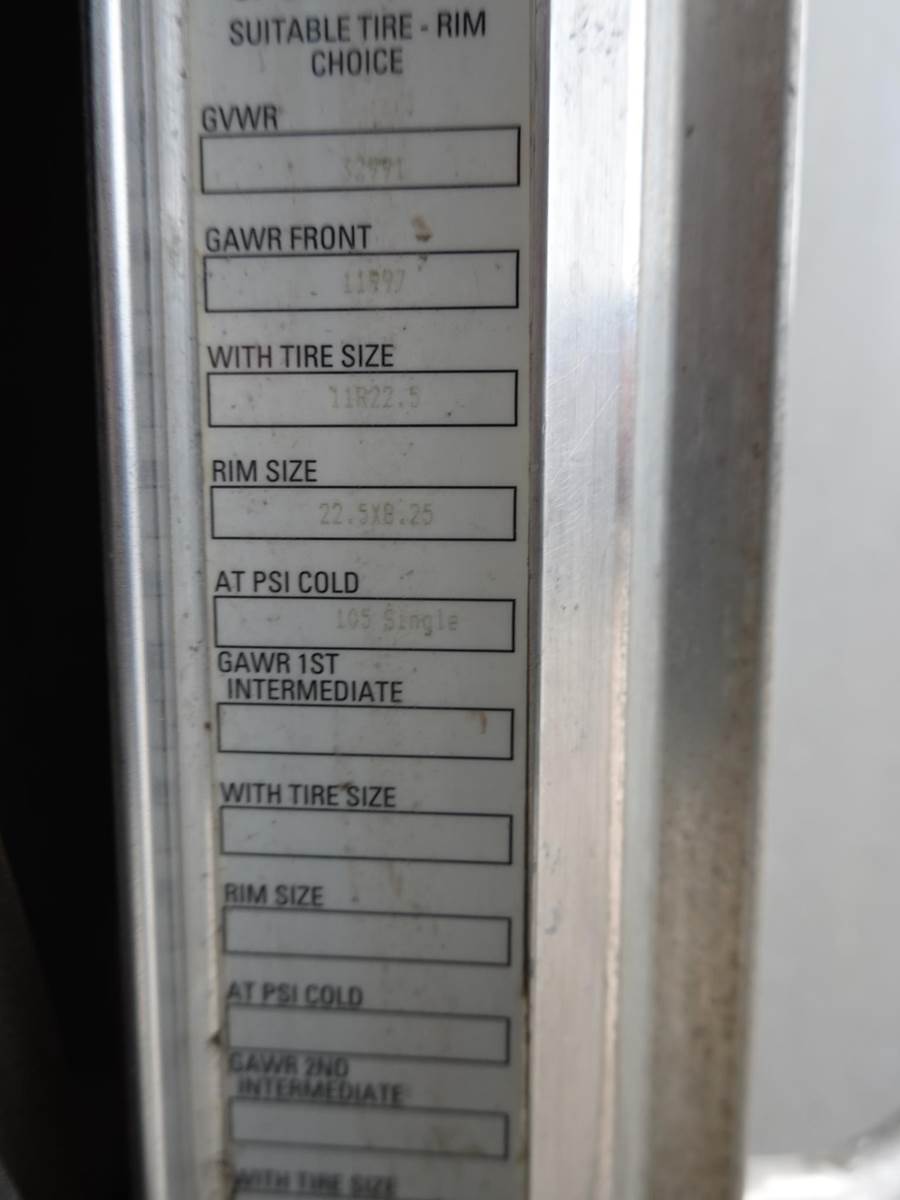 SUITABLE TIRE - RIM
CHOICE
GVWR
32991
GAWR FRONT
11997
WITH TIRE SIZE
11R22.5
RIM SIZE
22.5X8.25
AT PSI COLD
105 Single
GAWR 1ST
INTERMEDIATE
WITH TIRE SIZE
RIM SIZE
AT PSI COLD
GAWR 2ND
INTERMEDIATE
WITH TIRE SIZE